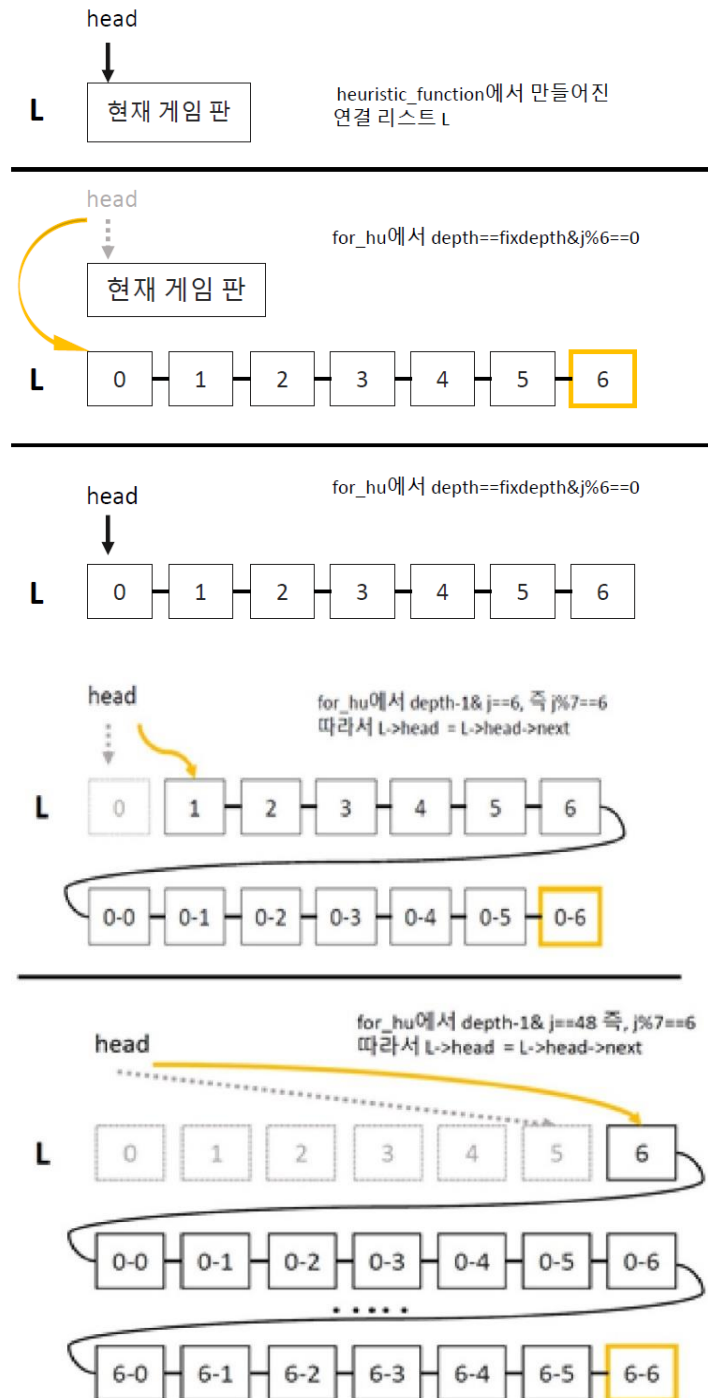 head
L
현재 게임 판
heuristic_function에서 만들어진
연결 리스트 L
head
for_hu에서 depth==fixdepth&j%6==0
현재 게임 판
L
0 1 2 3 4 5 6
head
for_hu에서 depth==fixdepth&j%6==0
L
0 1 2 3 4 5 6
head
for_hu에서 depth-1& j==6, 즉 j%7==6
따라서 L->head = L->head->next
L
0 1 2 3 4 5 6
0-0 0-1 0-2 0-3 0-4 0-5 0-6
for_hu에서 depth-1& j==48 즉, j%7==6
따라서 L->head = L->head->next
head
L
0 1 2 3 4 5 6
0-0 0-1 0-2 0-3 0-4 0-5 0-6
.....
6-0 6-1 6-2 6-3 6-4 6-5 6-6